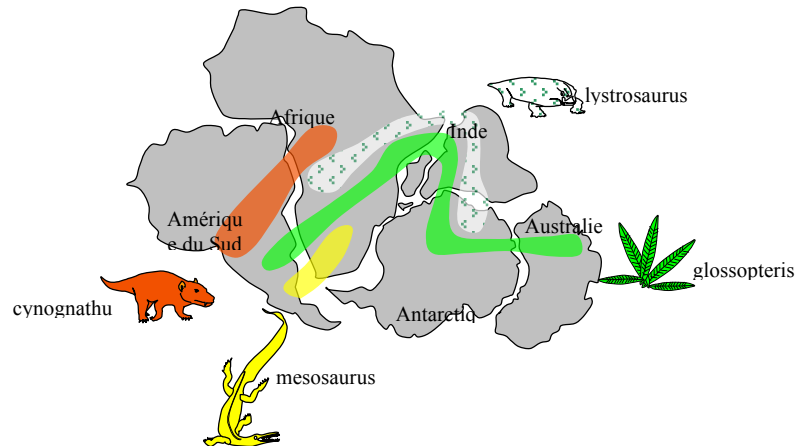 lystrosaurus
Afrique
Inde
Amériqu
e du Sud
Australie
glossopteris
cynognathu
Antarctiq
mesosaurus